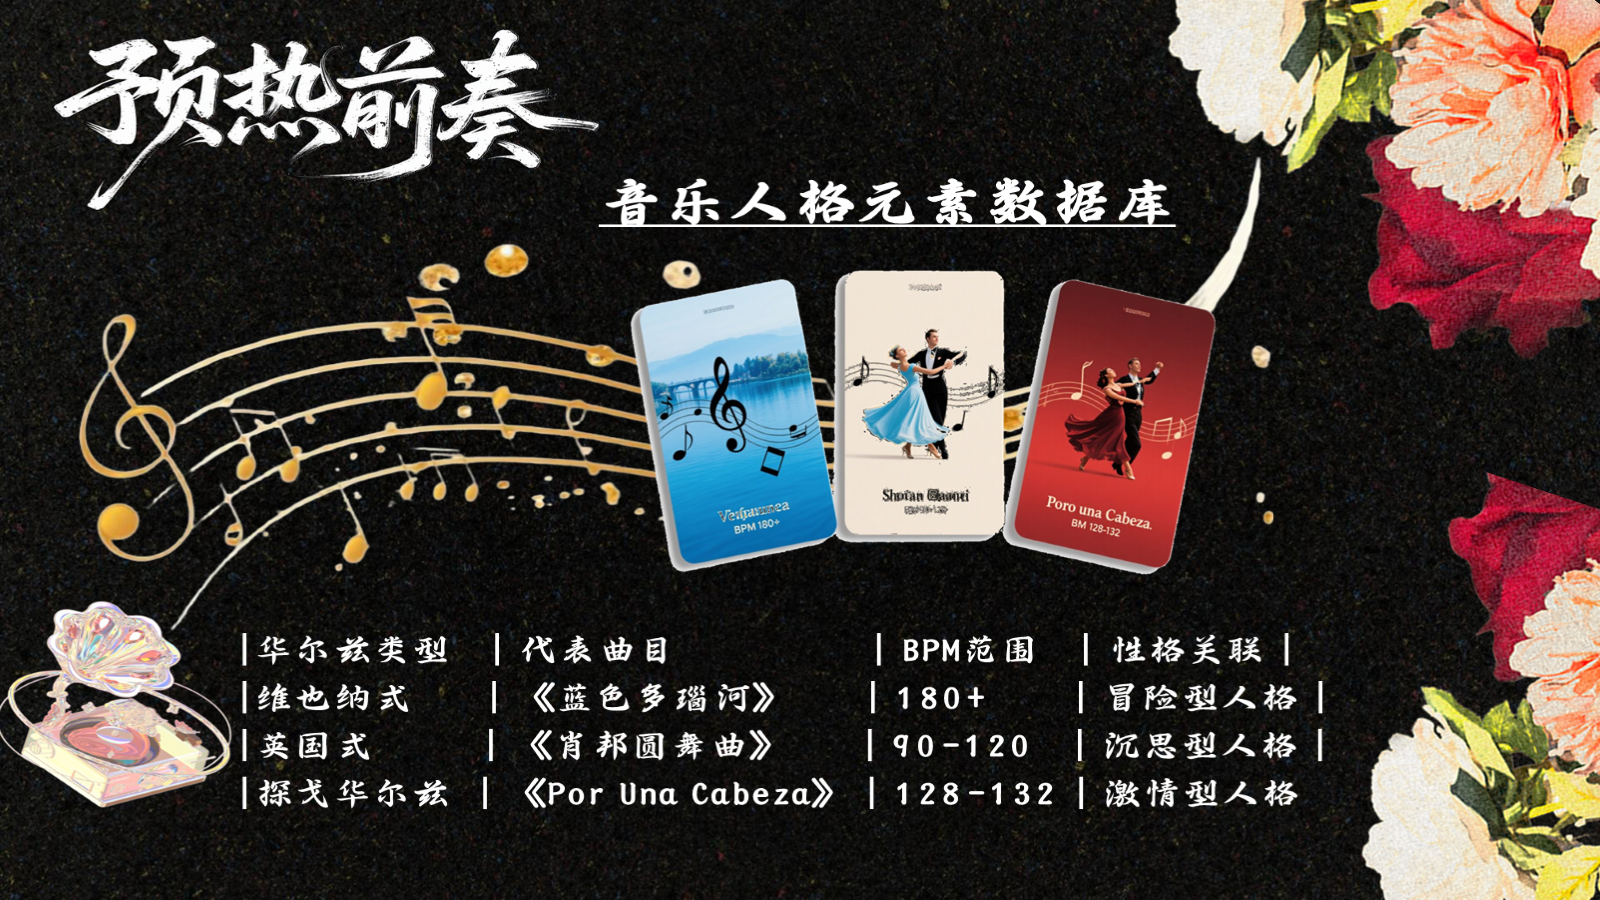 预热前奏
音乐人格元素数据库
BPM 180+
Poro una Cabeza.
BM 128-132
|华尔兹类型 |代表曲目 |BPM范围 |性格关联|
|维也纳式 |《蓝色多瑙河》 |180+ |冒险型人格|
|英国式 |《肖邦圆舞曲》 |90-120 |沉思型人格|
|探戈华尔兹 |《Por Una Cabeza》 |128-132 |激情型人格